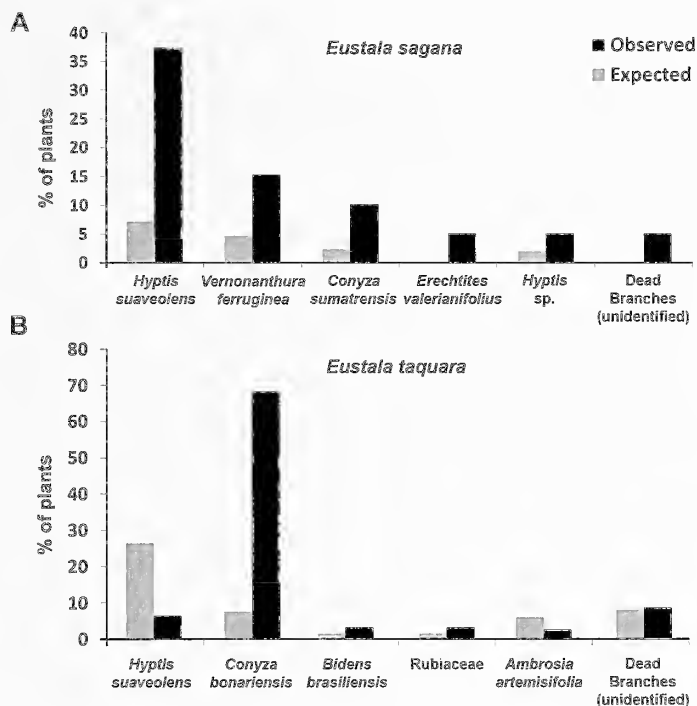 A
Eustala sagana
Observed
Expected
% of plants
40
35
30
25
20
15
10
5
0
Hyptis suaveolens
Vernonanthura ferruginea
Conyza sumatrensis
Erechtites valerianifolius
Hyptis sp.
Dead Branches (unidentified)
B
Eustala taquara
% of plants
80
70
60
50
40
30
20
10
0
Hyptis suaveolens
Conyza bonariensis
Bidens brasiliensis
Rubiaceae
Ambrosia artemisifolia
Dead Branches (unidentified)